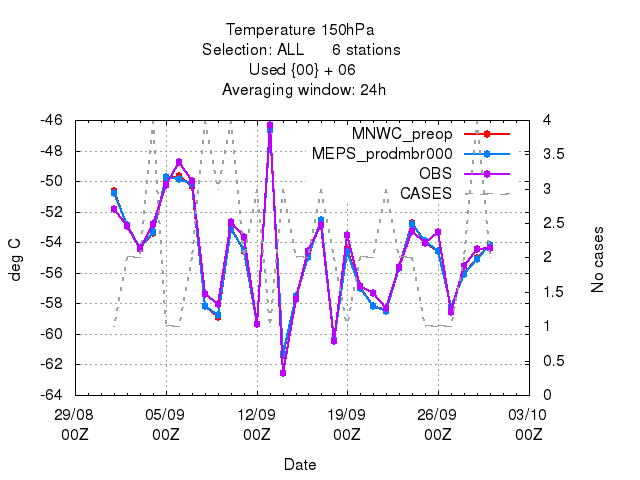 Temperature 150hPa
Selection: ALL 6 stations
Used {00} + 06
Averaging window: 24h
MNWC_preop
MEPS_prodmbr000
OBS
CASES
-46
-48
-50
-52
-54
-56
-58
-60
-62
-64
deg C
4
3.5
3
2.5
2
1.5
1
0.5
0
No cases
29/08 05/09 12/09 19/09 26/09 03/10
00Z 00Z 00Z 00Z 00Z 00Z
Date